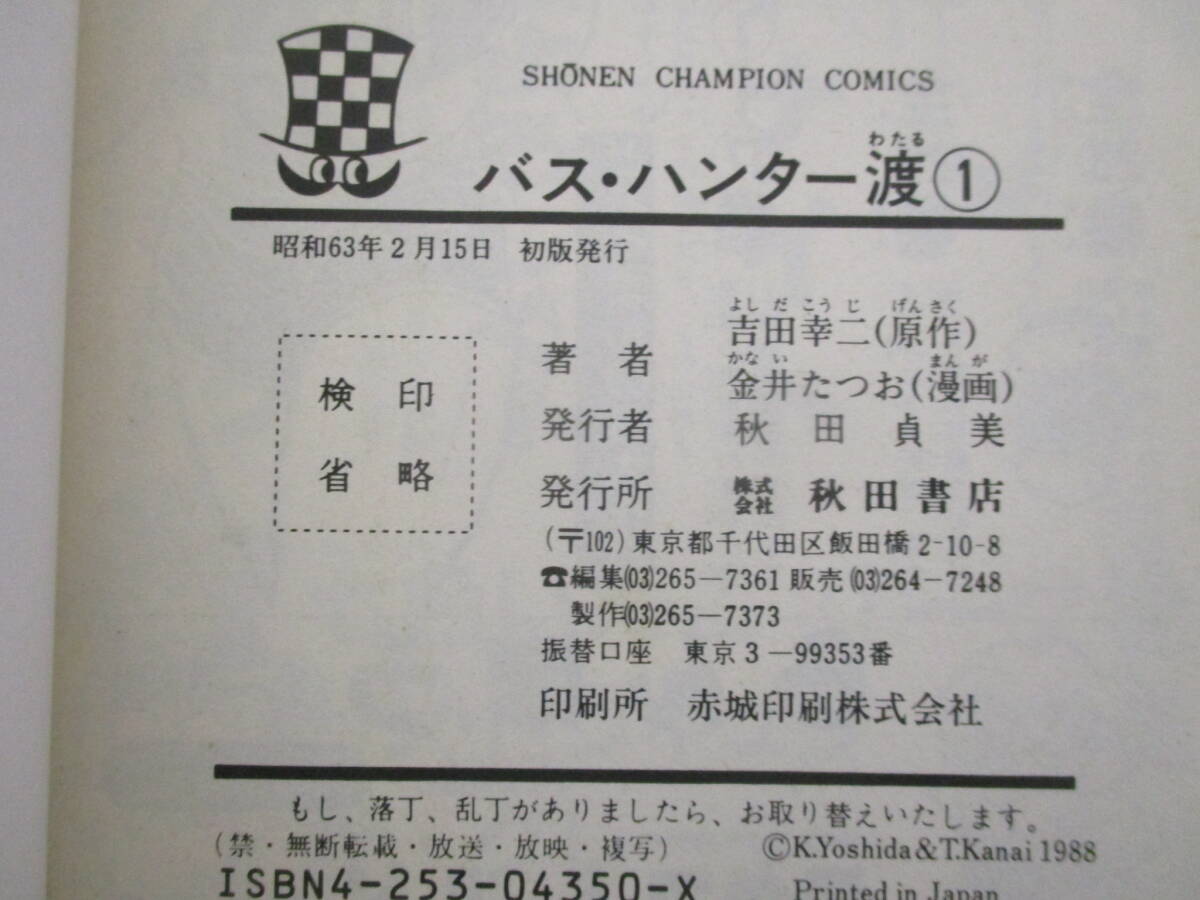 SHŌNEN CHAMPION COMICS
わたる
バス・ハンター渡①
昭和63年2月15日 初版発行
検印
省略
よしだこうじ げんさく
著者 吉田幸二(原作)
かない まんが
金井たつお(漫画)
発行者 秋田貞美
発行所 株式会社 秋田書店
(〒102)東京都千代田区飯田橋2-10-8
☎編集(03)265-7361 販売(03)264-7248
製作(03)265-7373
振替口座 東京3-99353番
印刷所 赤城印刷株式会社
もし、落丁、乱丁がありましたら、お取り替えいたします。
(禁・無断転載・放送・放映・複写) ©K.Yoshida&T.Kanai 1988
ISBN4-253-04350-X Printed in Japan